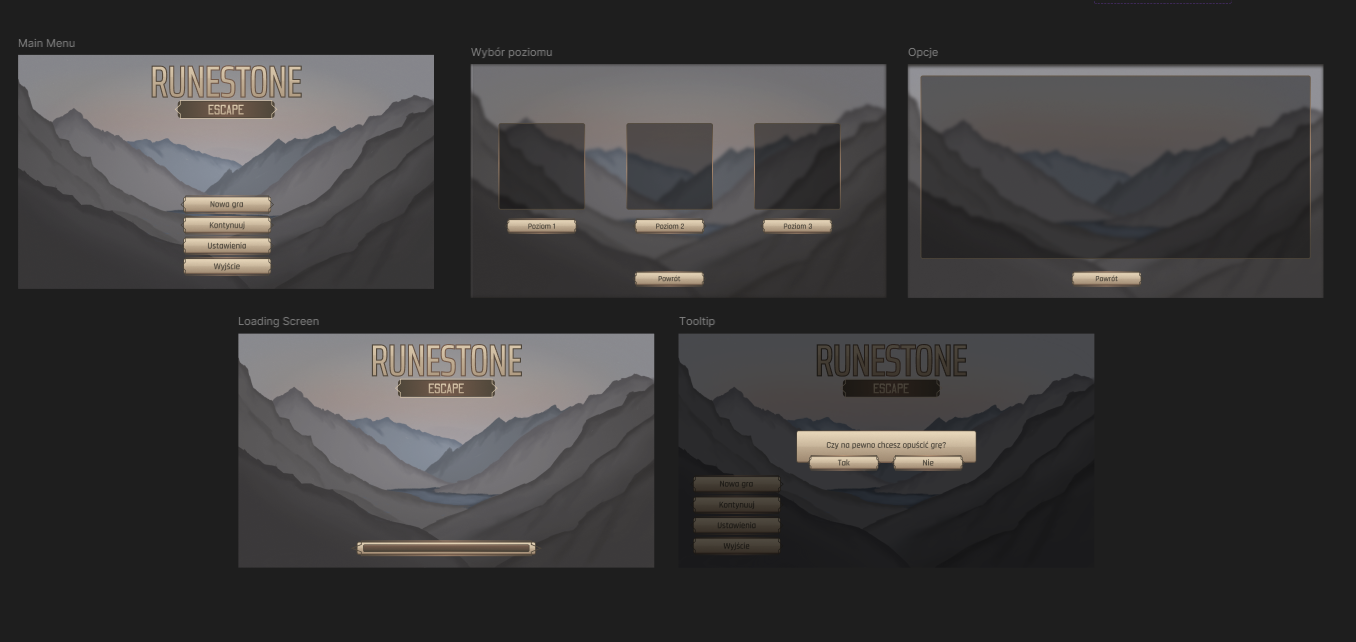 Main Menu
RUNESTONE
ESCAPE
Nowa gra
Kontynuuj
Ustawienia
Wyjście
Wybór poziomu
Poziom 1
Poziom 2
Poziom 3
Powrót
Opcje
Powrót
Loading Screen
RUNESTONE
ESCAPE
Tooltip
RUNESTONE
ESCAPE
Czy na pewno chcesz opuścić grę?
Tak
Nie
Nowa gra
Kontynuuj
Ustawienia
Wyjście